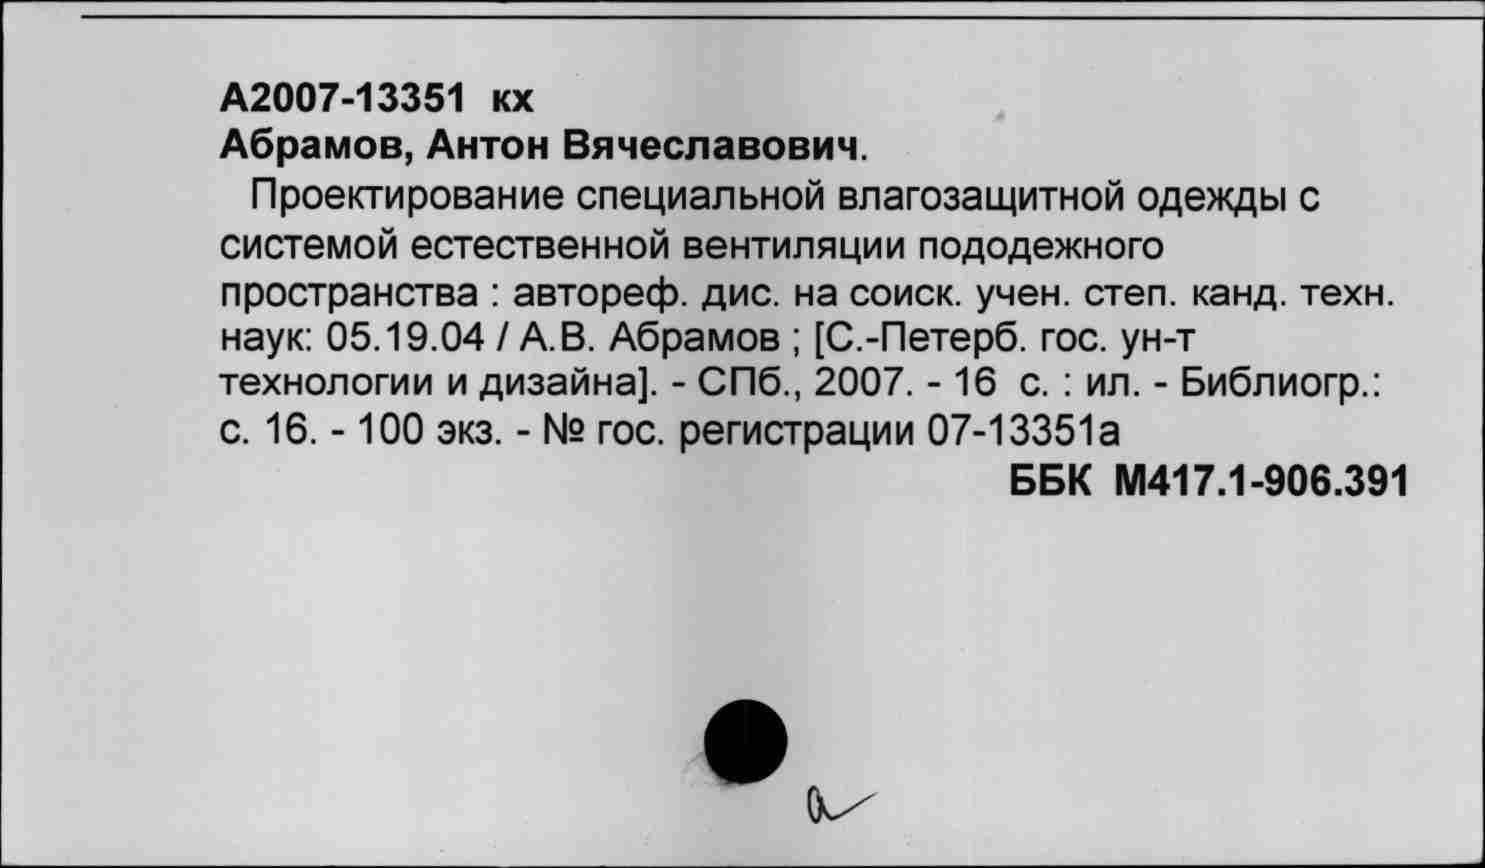 А2007-13351 кх
Абрамов, Антон Вячеславович.
Проектирование специальной влагозащитной одежды с
системой естественной вентиляции пододежного
пространства : автореф. дис. на соиск. учен. степ. канд. техн.
наук: 05.19.04 / А.В. Абрамов ; [С.-Петерб. гос. ун-т
технологии и дизайна]. - СПб., 2007. - 16 с. : ил. - Библиогр.:
с. 16. - 100 экз. - № гос. регистрации 07-13351а
ББК М417.1-906.391
а